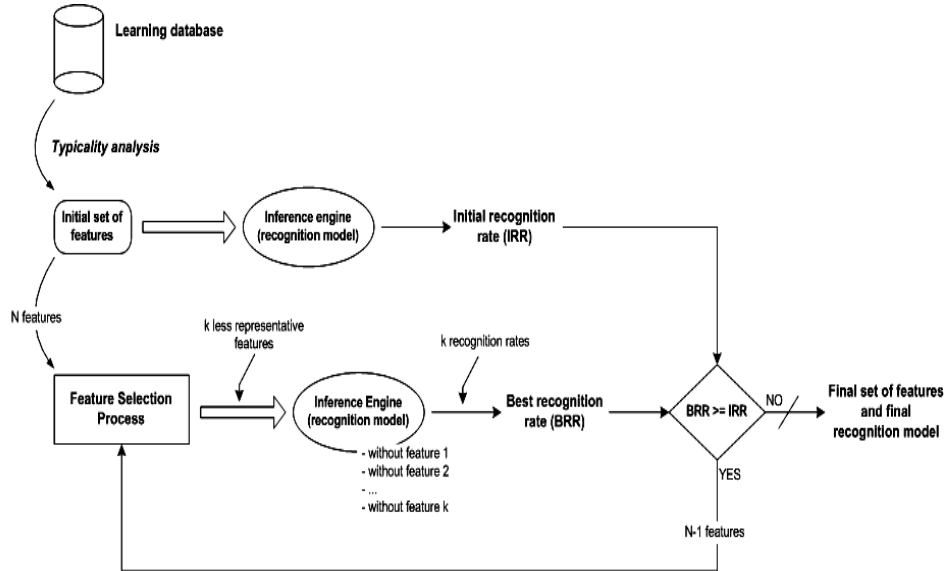 Learning database
Typicality analysis
Initial set of
features
Inference engine
(recognition model)
Initial recognition
rate (IRR)
N features
k less representative
features
k recognition rates
Feature Selection
Process
Inference Engine
(recognition model)
- without feature 1
- without feature 2
- ...
- without feature k
Best recognition
rate (BRR)
BRR >= IRR
NO
Final set of features
and final
recognition model
YES
N-1 features